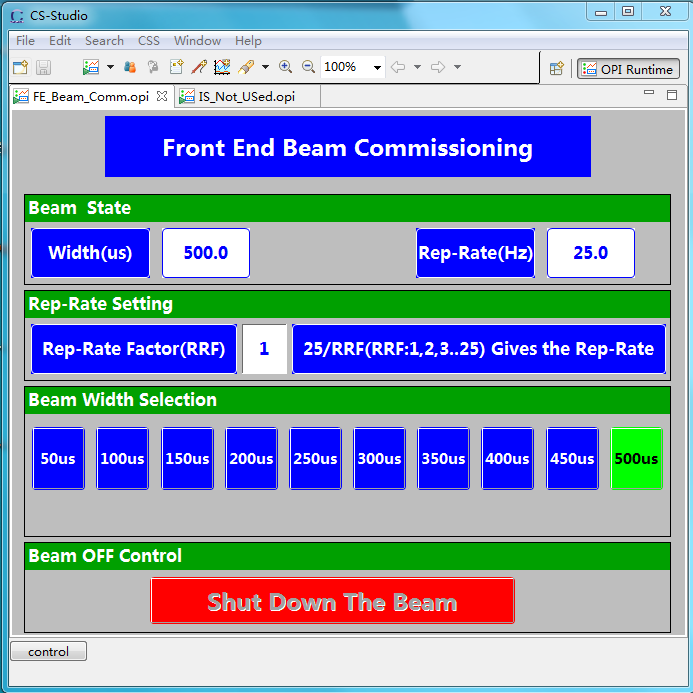 CS-Studio
File Edit Search CSS Window Help
100% OPI Runtime
FE_Beam_Comm.opi IS_Not_USed.opi
Front End Beam Commissioning
Beam State
Width(us) 500.0 Rep-Rate(Hz) 25.0
Rep-Rate Setting
Rep-Rate Factor(RRF) 1 25/RRF(RRF:1,2,3..25) Gives the Rep-Rate
Beam Width Selection
50us 100us 150us 200us 250us 300us 350us 400us 450us 500us
Beam OFF Control
Shut Down The Beam
control